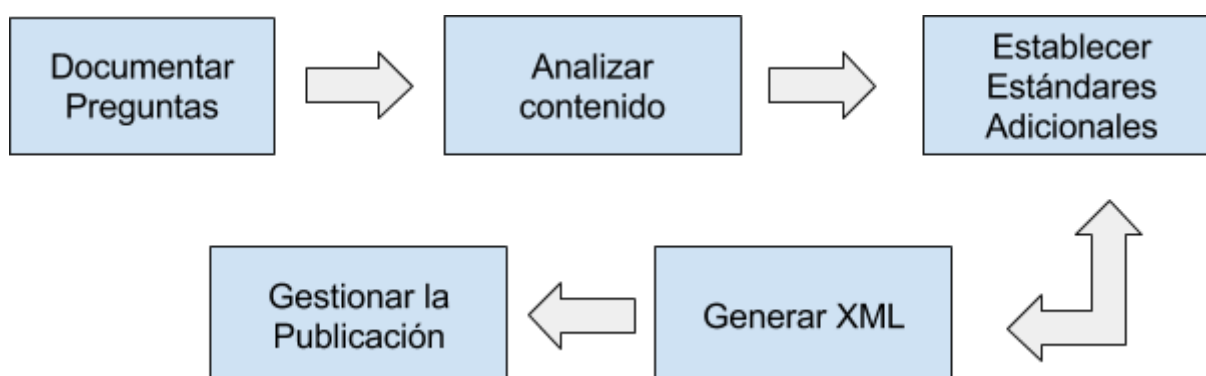 Documentar
Preguntas
Analizar
contenido
Establecer
Estándares
Adicionales
Generar XML
Gestionar la
Publicación